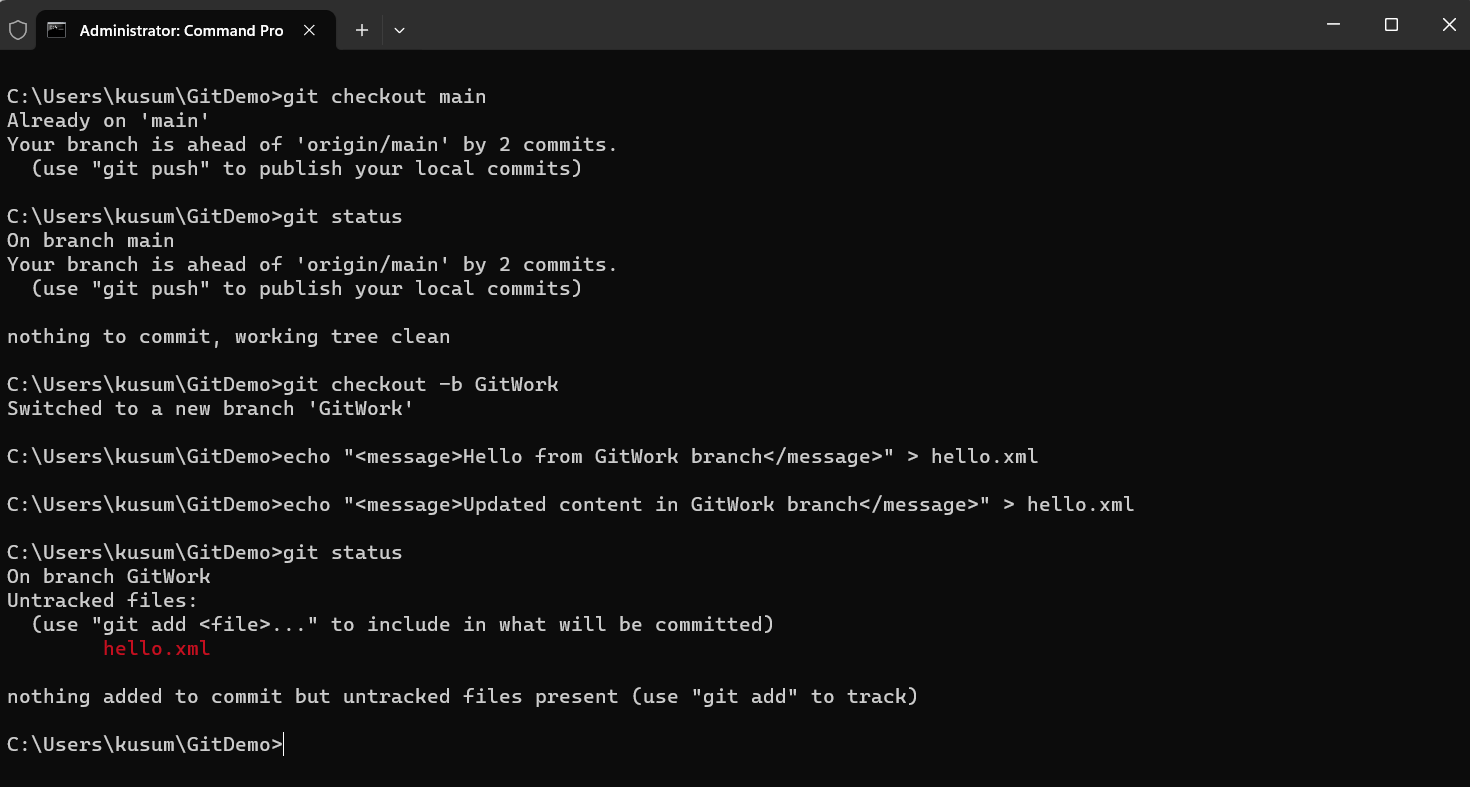 Administrator: Command Pro
C:\Users\kusum\GitDemo>git checkout main
Already on 'main'
Your branch is ahead of 'origin/main' by 2 commits.
  (use "git push" to publish your local commits)
C:\Users\kusum\GitDemo>git status
On branch main
Your branch is ahead of 'origin/main' by 2 commits.
  (use "git push" to publish your local commits)
nothing to commit, working tree clean
C:\Users\kusum\GitDemo>git checkout -b GitWork
Switched to a new branch 'GitWork'
C:\Users\kusum\GitDemo>echo "<message>Hello from GitWork branch</message>" > hello.xml
C:\Users\kusum\GitDemo>echo "<message>Updated content in GitWork branch</message>" > hello.xml
C:\Users\kusum\GitDemo>git status
On branch GitWork
Untracked files:
  (use "git add <file>..." to include in what will be committed)
        hello.xml
nothing added to commit but untracked files present (use "git add" to track)
C:\Users\kusum\GitDemo>